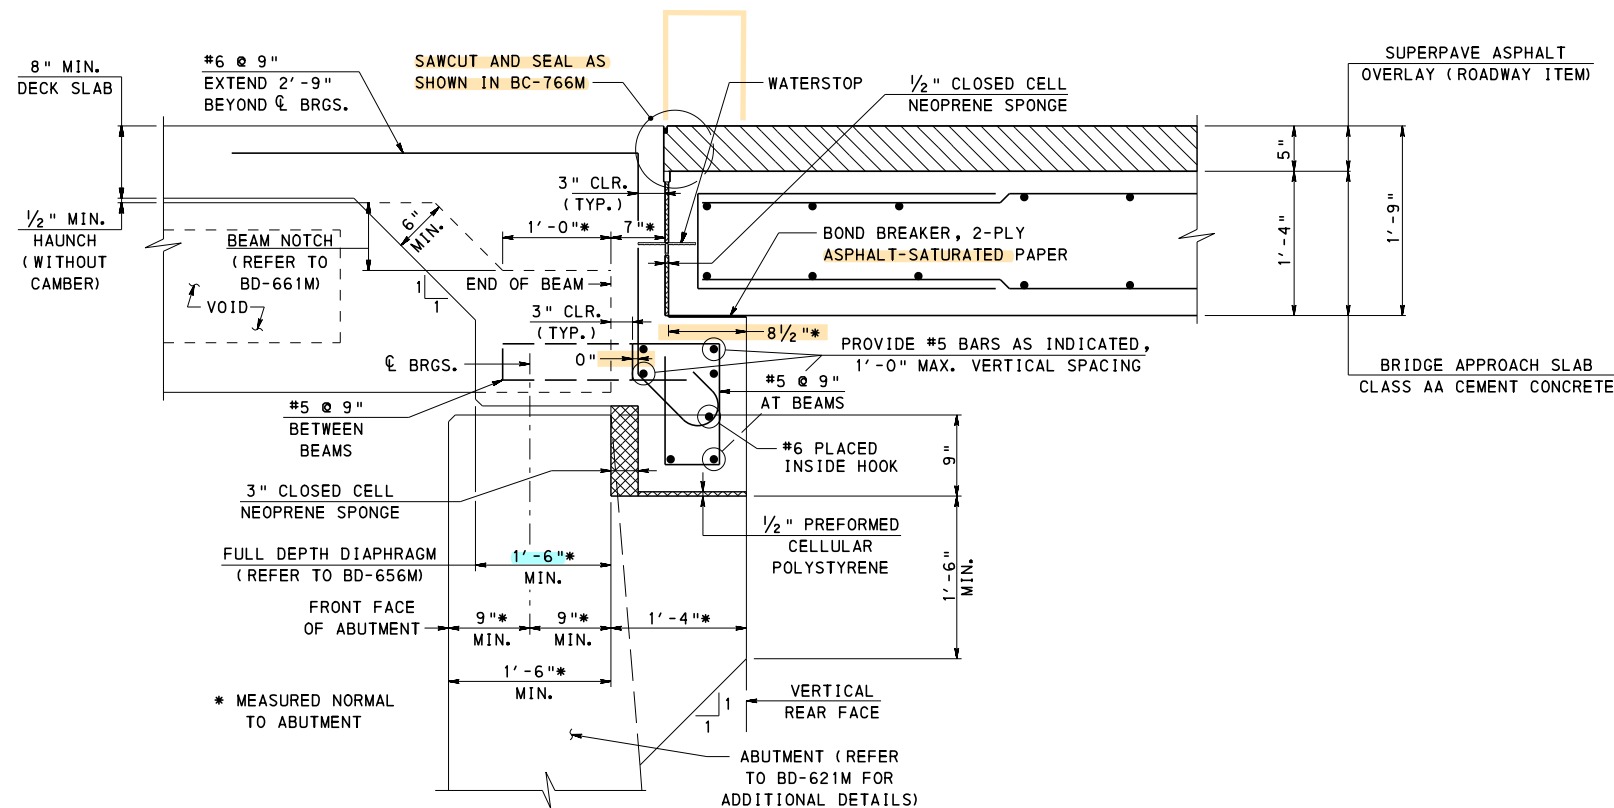 8" MIN.
DECK SLAB
#6 @ 9"
EXTEND 2'-9"
BEYOND ℄ BRGS.
SAWCUT AND SEAL AS
SHOWN IN BC-766M
WATERSTOP
1/2" CLOSED CELL
NEOPRENE SPONGE
SUPERPAVE ASPHALT
OVERLAY (ROADWAY ITEM)
5"
1'-4"
1'-9"
3" CLR.
(TYP.)
1/2" MIN.
HAUNCH
(WITHOUT
CAMBER)
BEAM NOTCH
(REFER TO
BD-661M)
6"
MIN.
1'-0"*
7"*
BOND BREAKER, 2-PLY
ASPHALT-SATURATED PAPER
VOID
1
1
END OF BEAM
3" CLR.
(TYP.)
8 1/2"*
0"
PROVIDE #5 BARS AS INDICATED,
1'-0" MAX. VERTICAL SPACING
℄ BRGS.
#5 @ 9"
AT BEAMS
BRIDGE APPROACH SLAB
CLASS AA CEMENT CONCRETE
#5 @ 9"
BETWEEN
BEAMS
#6 PLACED
INSIDE HOOK
9"
3" CLOSED CELL
NEOPRENE SPONGE
1/2" PREFORMED
CELLULAR
POLYSTYRENE
FULL DEPTH DIAPHRAGM
(REFER TO BD-656M)
1'-6"*
MIN.
1'-6"
MIN.
FRONT FACE
OF ABUTMENT
9"*
MIN.
9"*
MIN.
1'-4"*
1'-6"*
MIN.
* MEASURED NORMAL
TO ABUTMENT
1
1
VERTICAL
REAR FACE
ABUTMENT (REFER
TO BD-621M FOR
ADDITIONAL DETAILS)